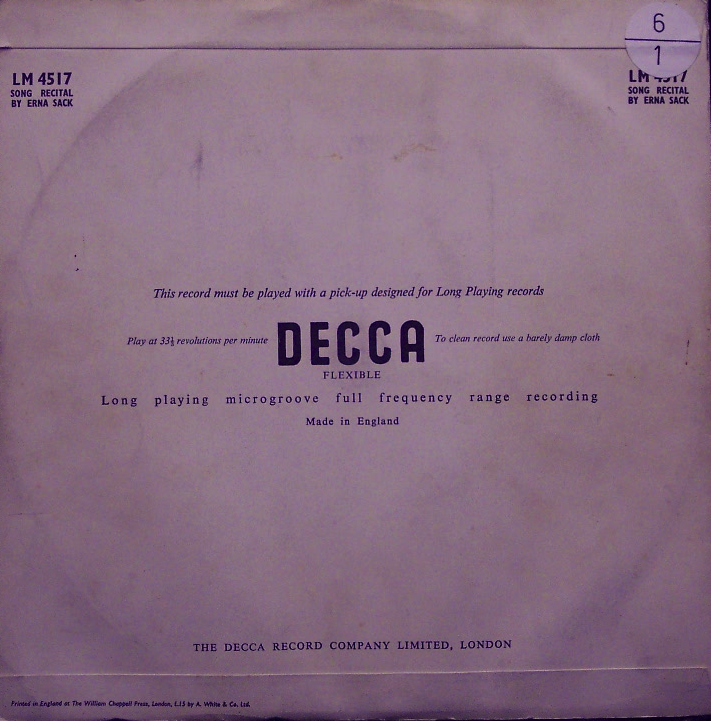 6
1
LM 4517
SONG RECITAL
BY ERNA SACK
LM 4517
SONG RECITAL
BY ERNA SACK
This record must be played with a pick-up designed for Long Playing records
Play at 33⅓ revolutions per minute
DECCA
To clean record use a barely damp cloth
FLEXIBLE
Long playing microgroove full frequency range recording
Made in England
THE DECCA RECORD COMPANY LIMITED, LONDON
Printed in England at The William Chappell Press, London, L.15 by A. White & Co. Ltd.